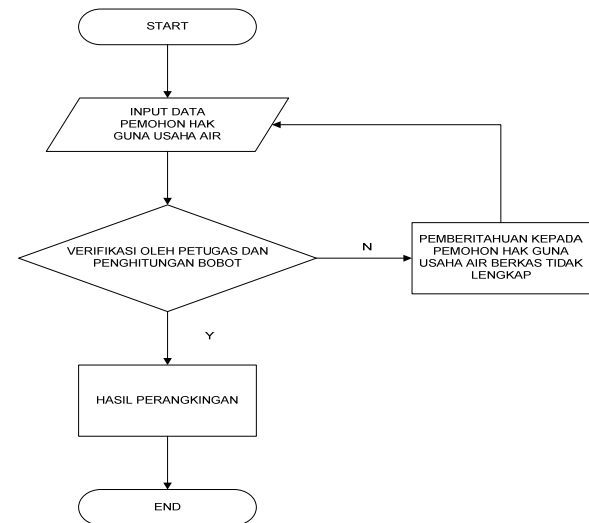 START
INPUT DATA
PEMOHON HAK
GUNA USAHA AIR
VERIFIKASI OLEH PETUGAS DAN
PENGHITUNGAN BOBOT
N
PEMBERITAHUAN KEPADA
PEMOHON HAK GUNA
USAHA AIR BERKAS TIDAK
LENGKAP
Y
HASIL PERANGKINGAN
END